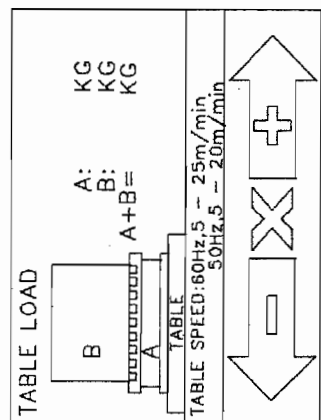 TABLE LOAD
B
A
TABLE
A: KG
B: KG
A+B= KG
TABLE SPEED:60Hz,5 - 25m/min
50Hz,5 - 20m/min
- X +